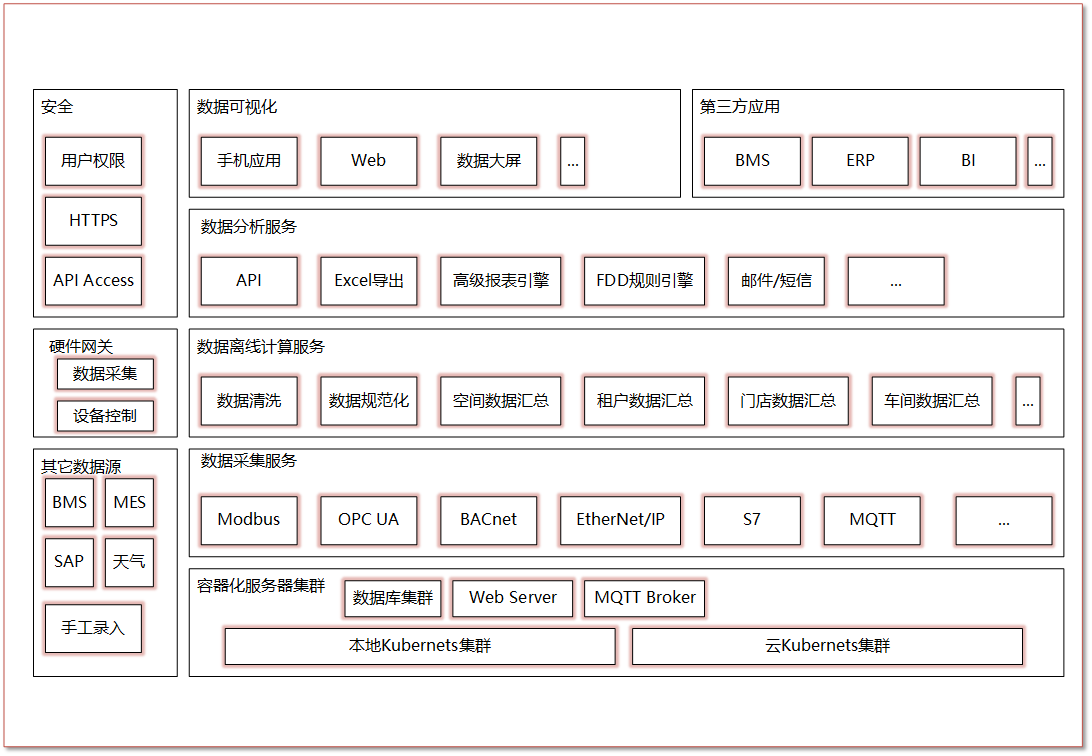 安全
用户权限
HTTPS
API Access
数据可视化
手机应用
Web
数据大屏
...
第三方应用
BMS
ERP
BI
...
数据分析服务
API
Excel导出
高级报表引擎
FDD规则引擎
邮件/短信
...
硬件网关
数据采集
设备控制
数据离线计算服务
数据清洗
数据规范化
空间数据汇总
租户数据汇总
门店数据汇总
车间数据汇总
...
其它数据源
BMS
MES
SAP
天气
手工录入
数据采集服务
Modbus
OPC UA
BACnet
EtherNet/IP
S7
MQTT
...
容器化服务器集群
数据库集群
Web Server
MQTT Broker
本地Kubernets集群
云Kubernets集群